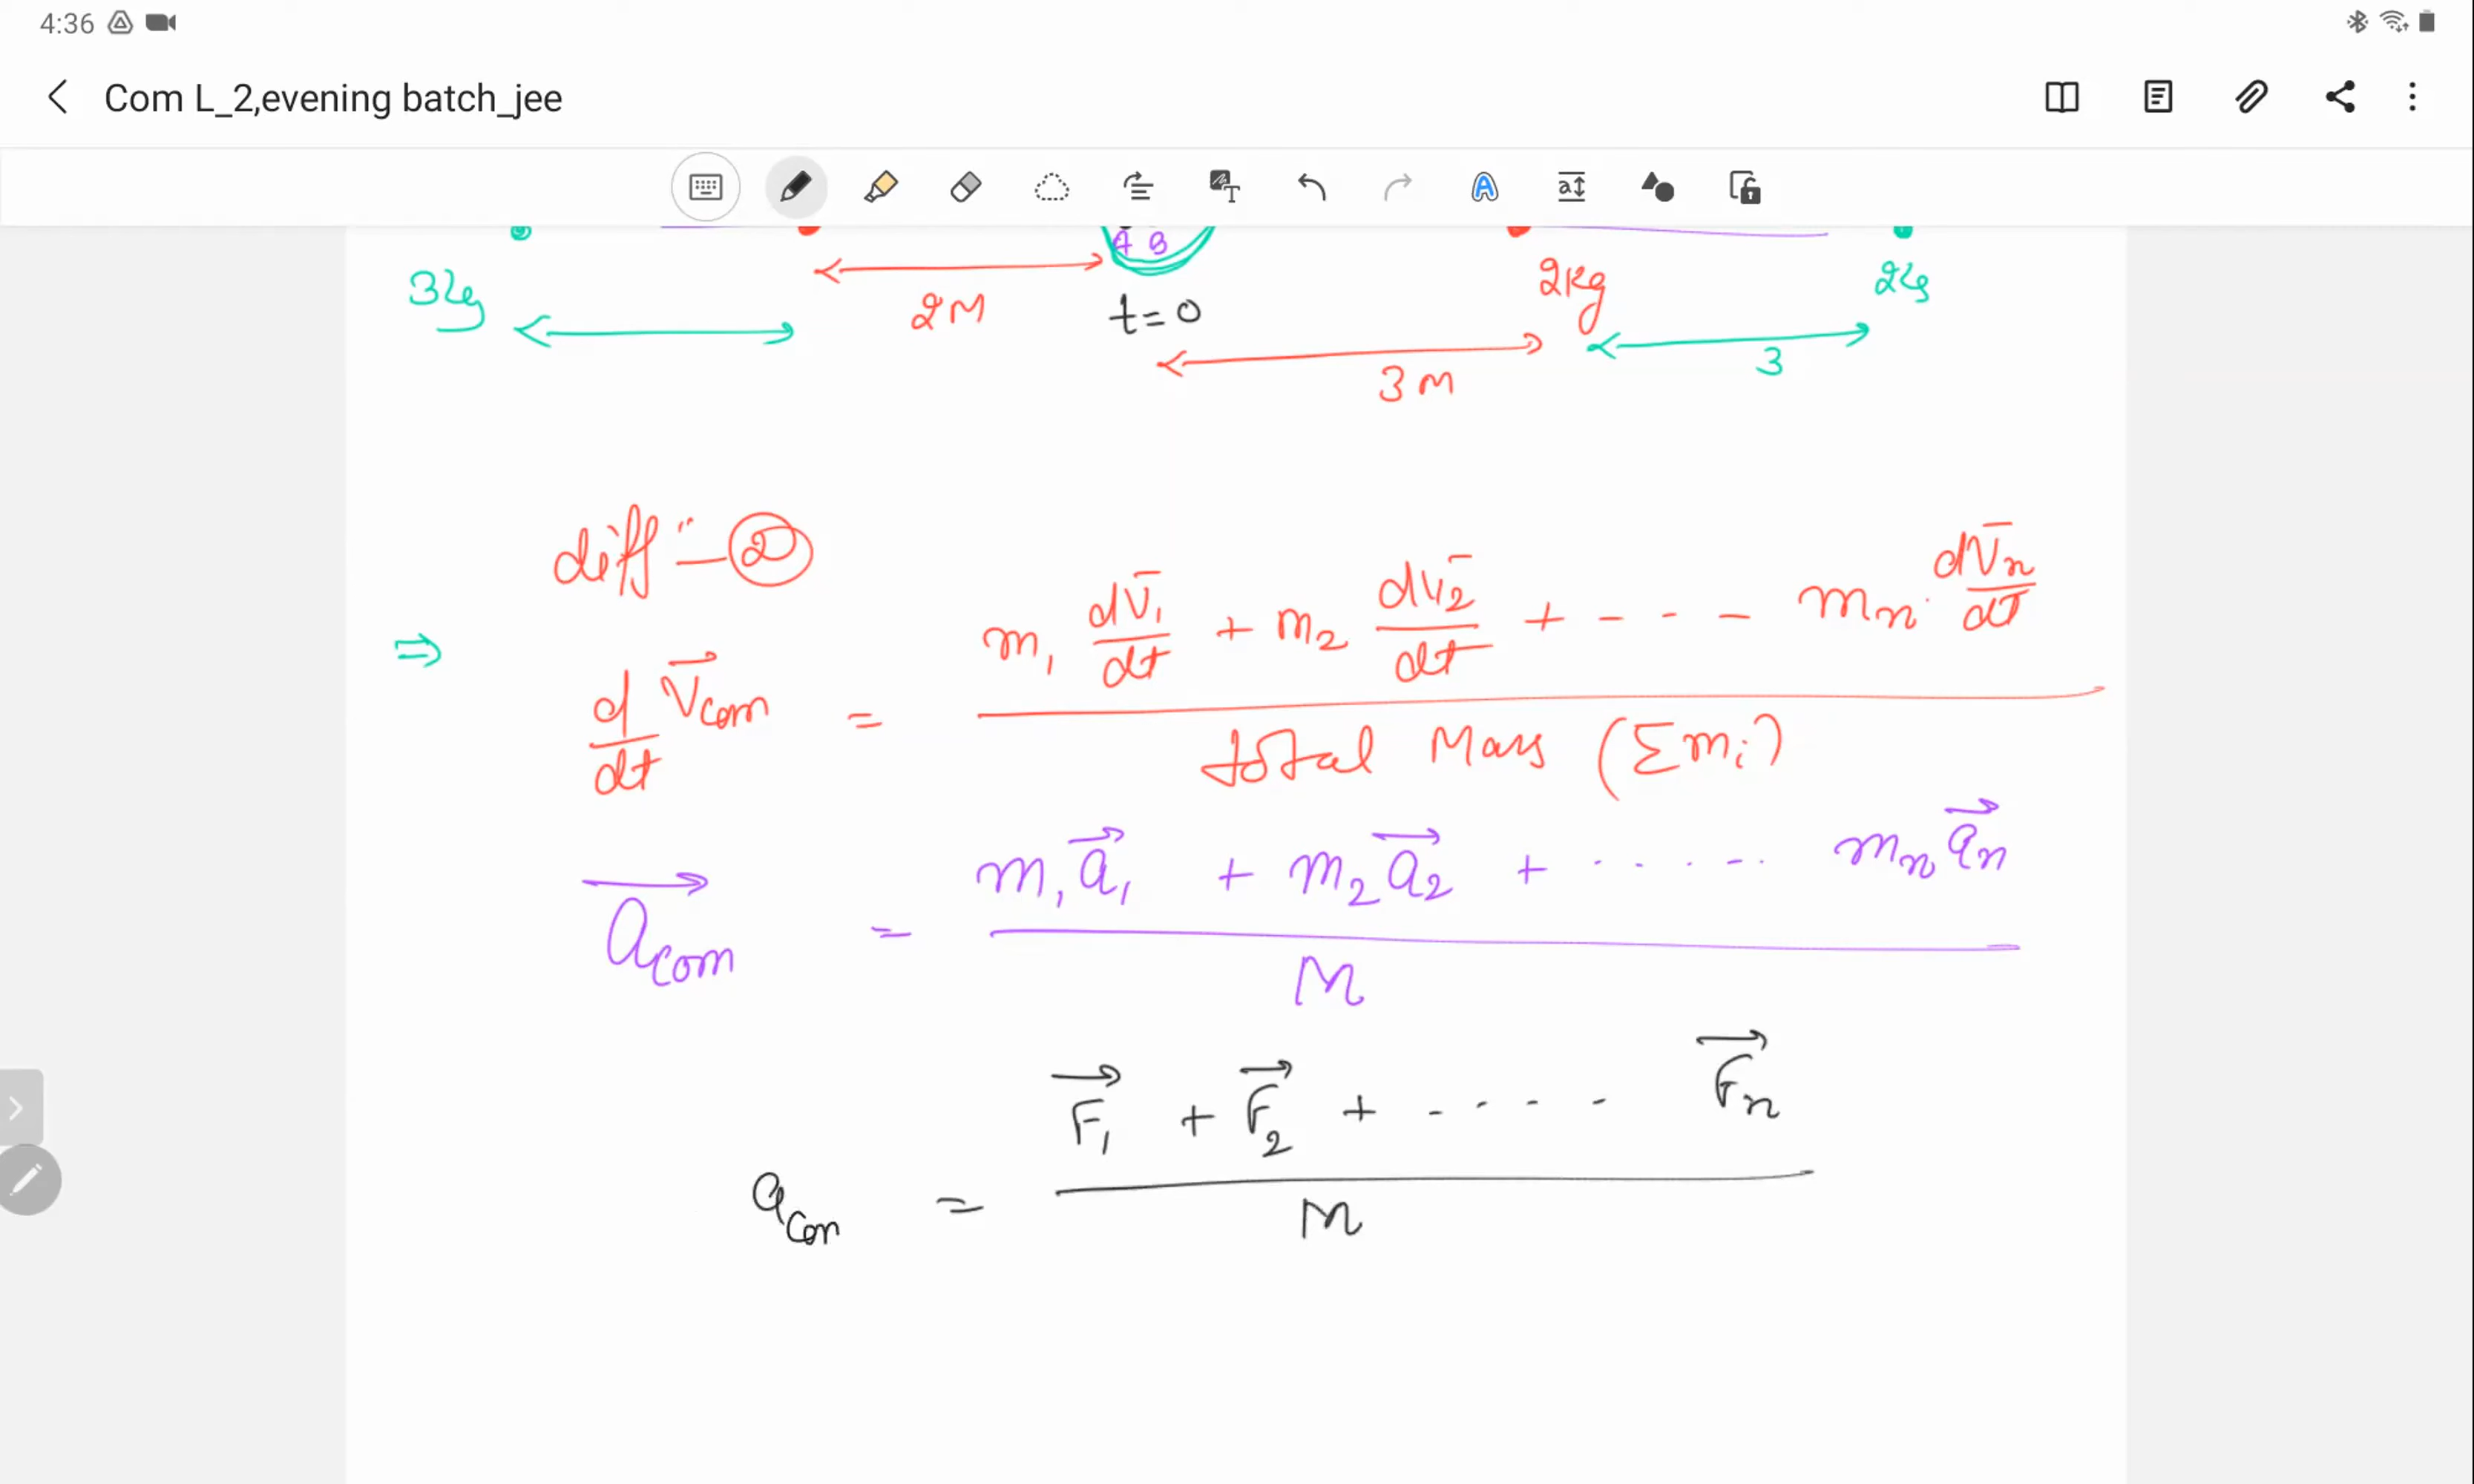 4:36
Com L_2,evening batch_jee
A B
3kg
2M
t=0
2kg
2kg
3M
3
diff" - ②
⇒ d/dt V⃗com = (m₁ dV̄₁/dt + m₂ dV̄₂/dt + - - - mₙ · dV̄ₙ/dt) / total Mass (Σmᵢ)
a⃗com = (m₁a⃗₁ + m₂a⃗₂ + ..... mₙa⃗ₙ) / M
acom = (F⃗₁ + F⃗₂ + ..... F⃗ₙ) / M